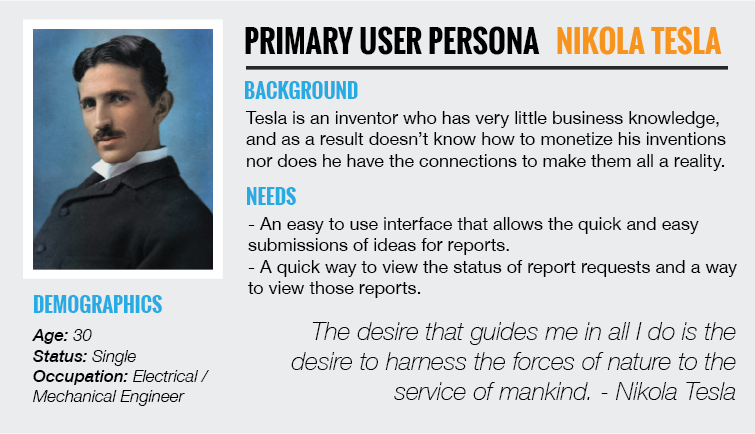 PRIMARY USER PERSONA NIKOLA TESLA
BACKGROUND
Tesla is an inventor who has very little business knowledge,
and as a result doesn’t know how to monetize his inventions
nor does he have the connections to make them all a reality.
NEEDS
- An easy to use interface that allows the quick and easy
submissions of ideas for reports.
- A quick way to view the status of report requests and a way
to view those reports.
DEMOGRAPHICS
Age: 30
Status: Single
Occupation: Electrical /
Mechanical Engineer
The desire that guides me in all I do is the
desire to harness the forces of nature to the
service of mankind. - Nikola Tesla